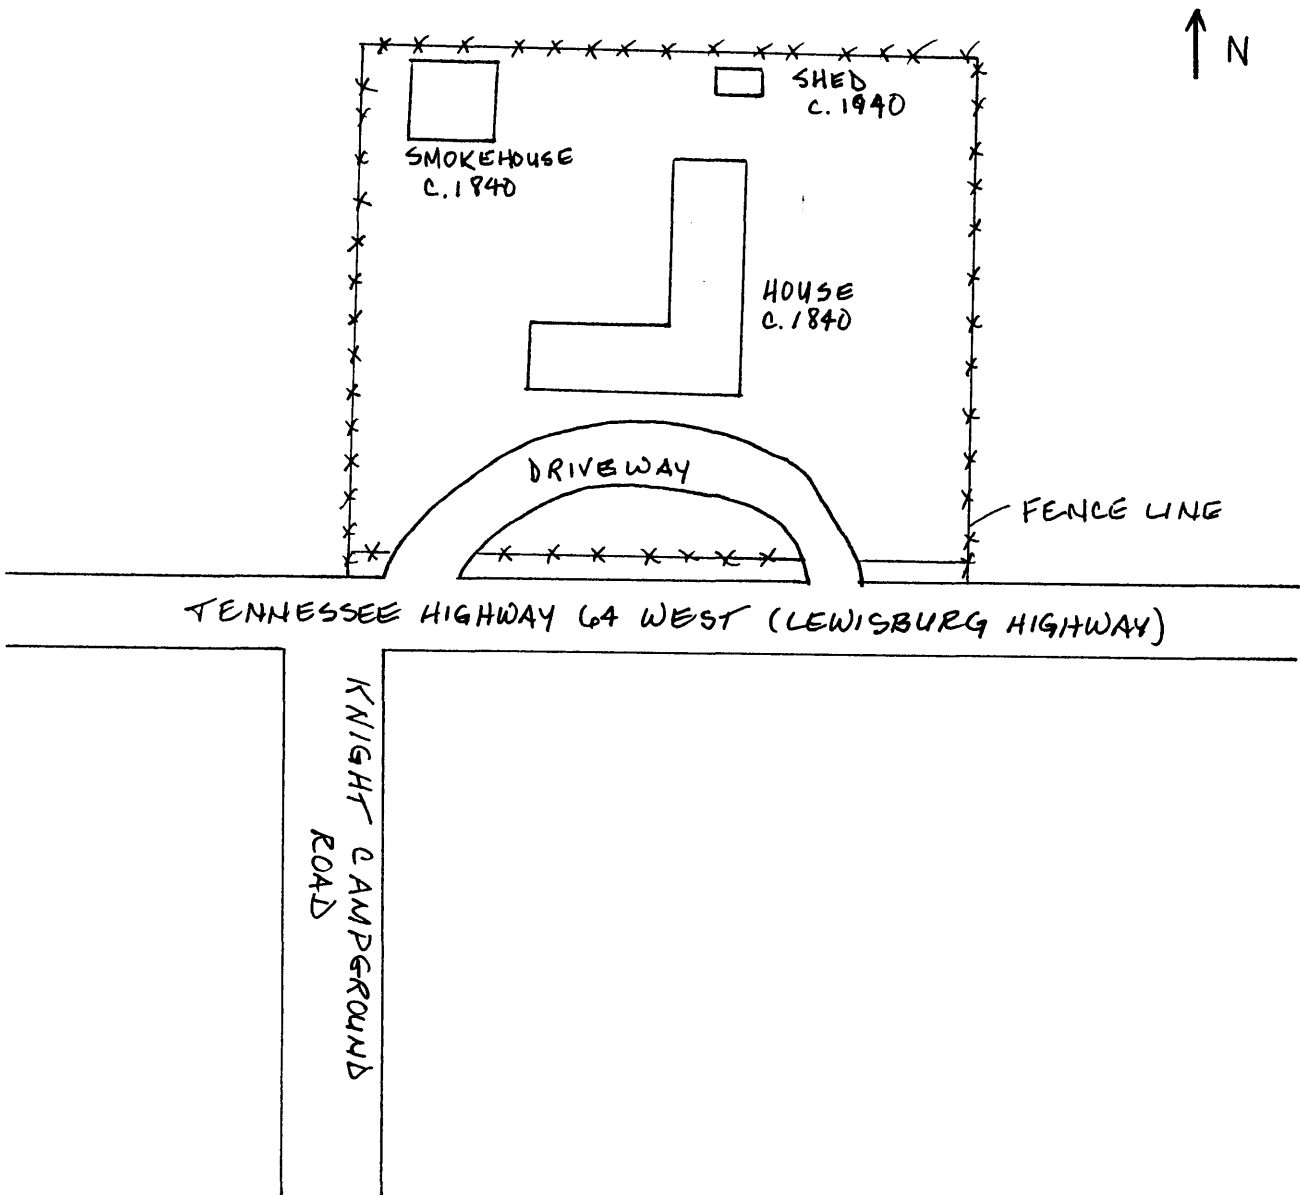 N
SHED
C. 1940
SMOKEHOUSE
C. 1840
HOUSE
C. 1840
DRIVEWAY
FENCE LINE
TENNESSEE HIGHWAY 64 WEST (LEWISBURG HIGHWAY)
KNIGHT CAMPGROUND
ROAD